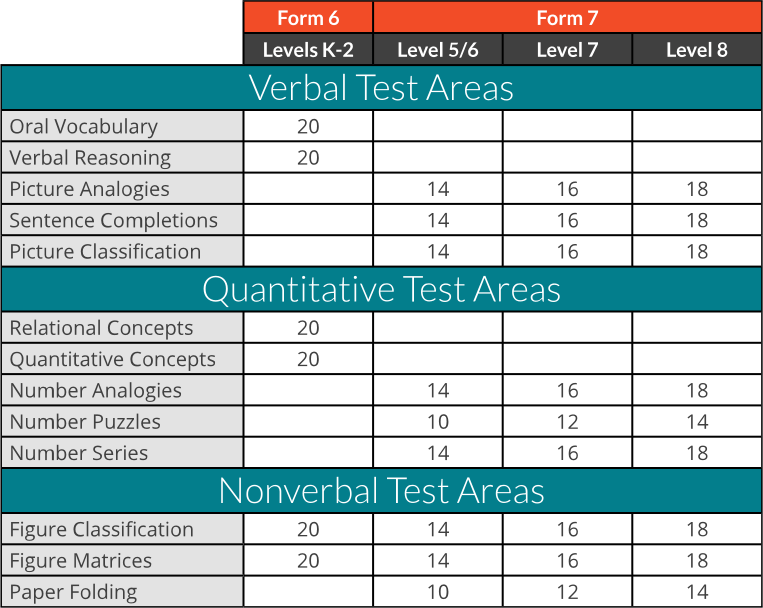 Form 6 Form 7
Levels K-2 Level 5/6 Level 7 Level 8
Verbal Test Areas
Oral Vocabulary 20
Verbal Reasoning 20
Picture Analogies 14 16 18
Sentence Completions 14 16 18
Picture Classification 14 16 18
Quantitative Test Areas
Relational Concepts 20
Quantitative Concepts 20
Number Analogies 14 16 18
Number Puzzles 10 12 14
Number Series 14 16 18
Nonverbal Test Areas
Figure Classification 20 14 16 18
Figure Matrices 20 14 16 18
Paper Folding 10 12 14